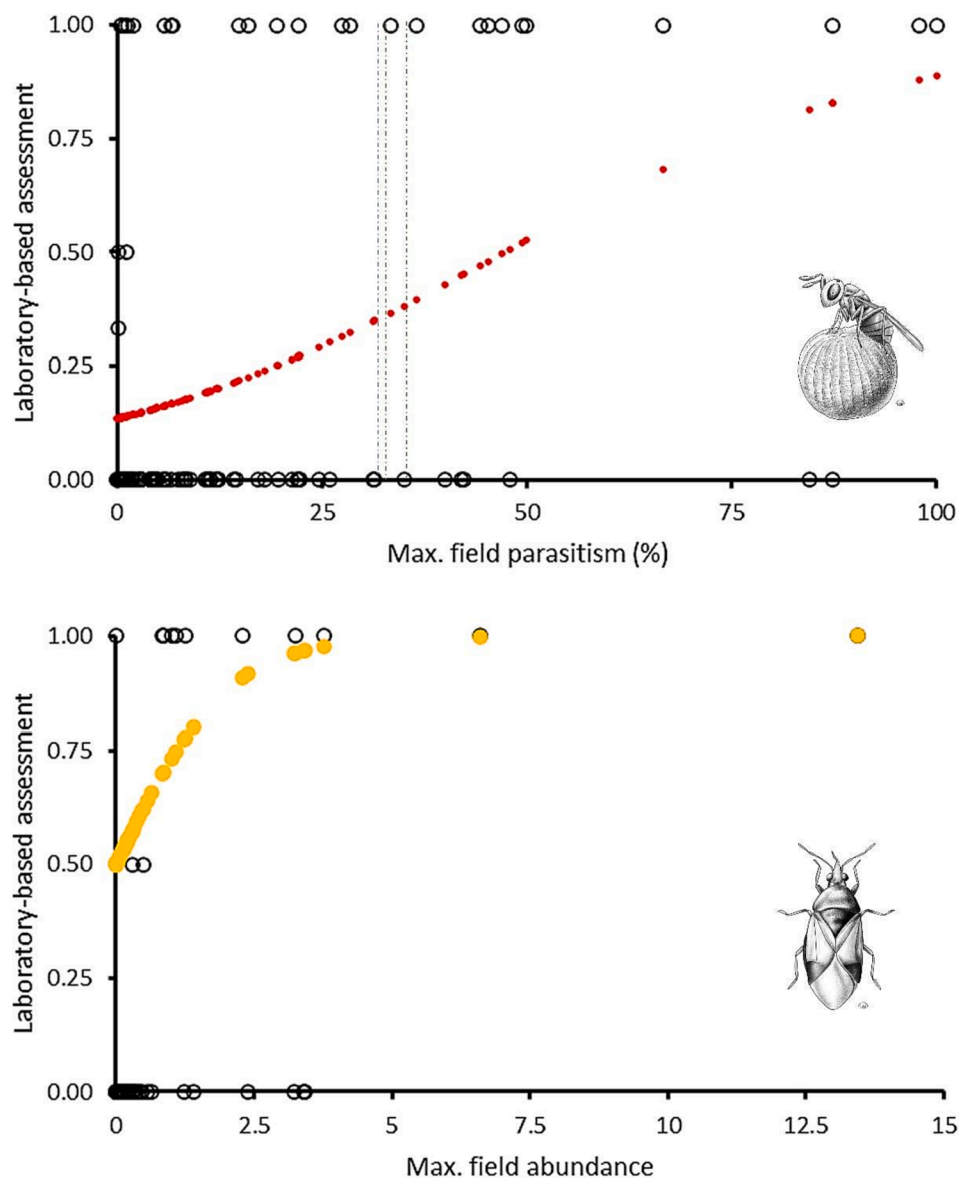 1.00
0.75
0.50
0.25
0.00
Laboratory-based assessment
0 25 50 75 100
Max. field parasitism (%)
1.00
0.75
0.50
0.25
0.00
Laboratory-based assessment
0 2.5 5 7.5 10 12.5 15
Max. field abundance